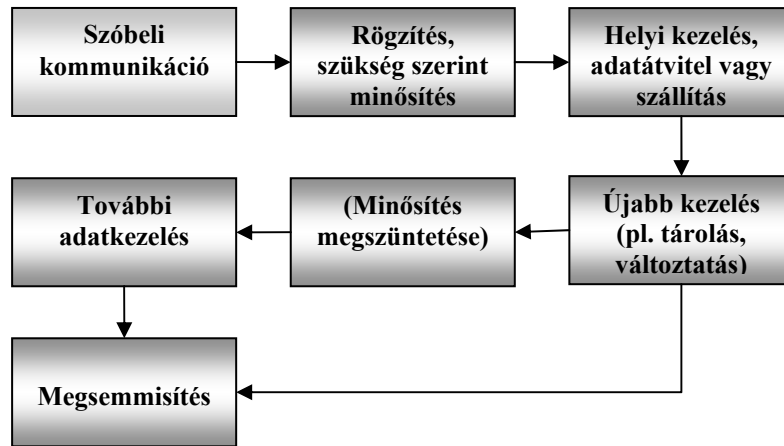 Szóbeli
kommunikáció
Rögzítés,
szükség szerint
minősítés
Helyi kezelés,
adatátvitel vagy
szállítás
Újabb kezelés
(pl. tárolás,
változtatás)
(Minősítés
megszüntetése)
További
adatkezelés
Megsemmisítés